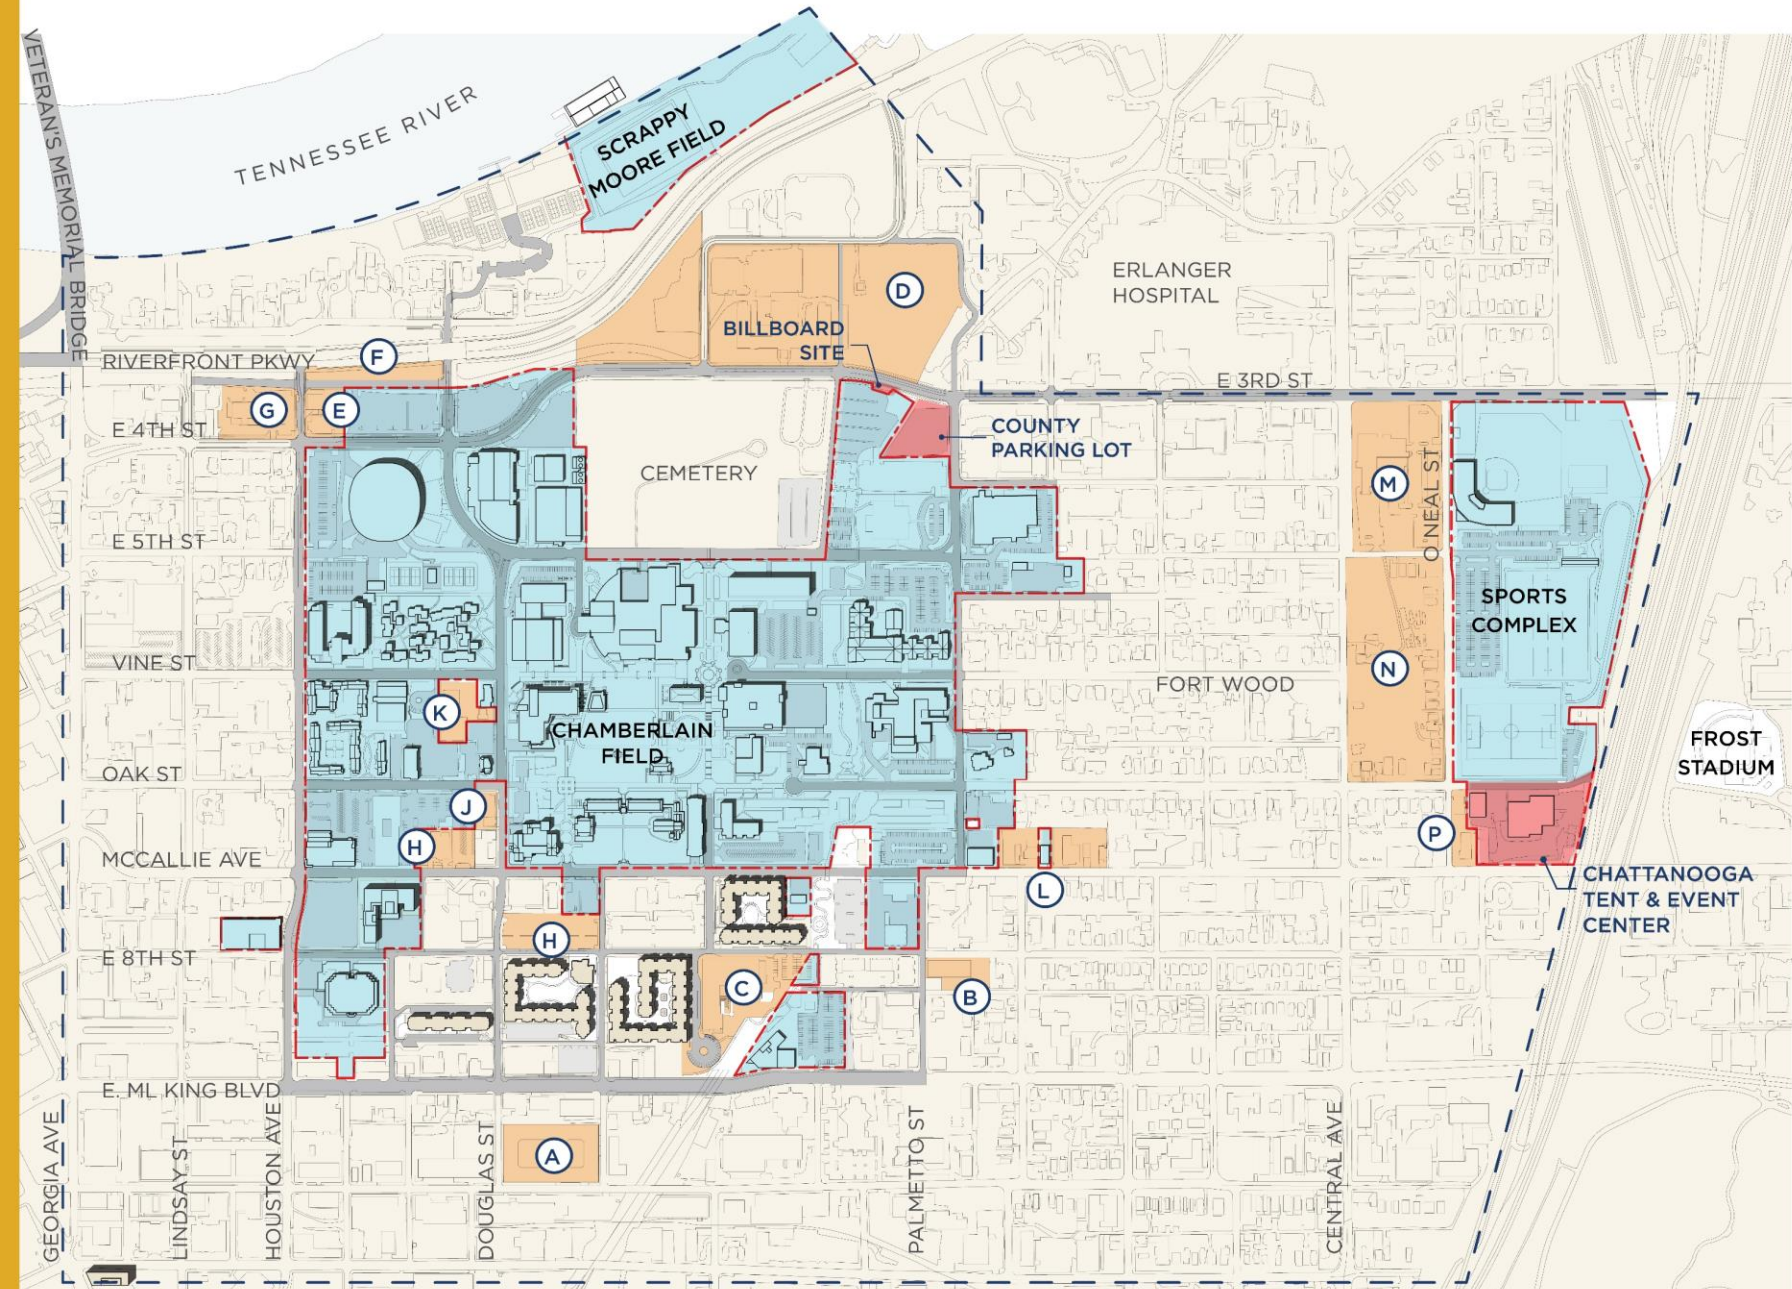 VETERAN'S MEMORIAL BRIDGE
TENNESSEE RIVER
SCRAPPY
MOORE FIELD
ERLANGER
HOSPITAL
D
BILLBOARD
SITE
RIVERFRONT PKWY
F
E 3RD ST
G
E
E 4TH ST
COUNTY
PARKING LOT
CEMETERY
M
O NEAL ST
E 5TH ST
SPORTS
COMPLEX
VINE ST
N
FORT WOOD
K
CHAMBERLAIN
FIELD
FROST
STADIUM
OAK ST
J
P
H
MCCALLIE AVE
L
CHATTANOOGA
TENT & EVENT
CENTER
H
E 8TH ST
C
B
E. ML KING BLVD
A
GEORGIA AVE
LINDSAY ST
HOUSTON AVE
DOUGLAS ST
PALMETTO ST
CENTRAL AVE